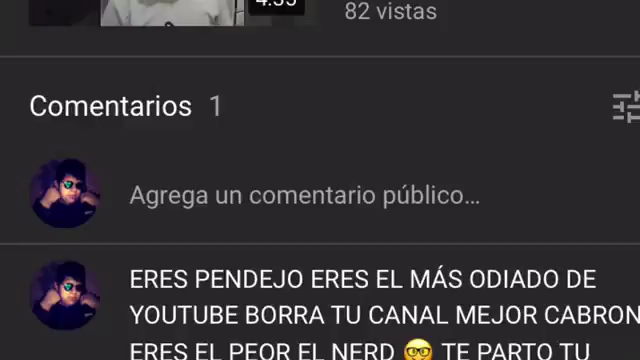 4:35
82 vistas
Comentarios 1
Agrega un comentario público...
ERES PENDEJO ERES EL MÁS ODIADO DE
YOUTUBE BORRA TU CANAL MEJOR CABRON
ERES EL PEOR EL NERD 🤓 TE PARTO TU